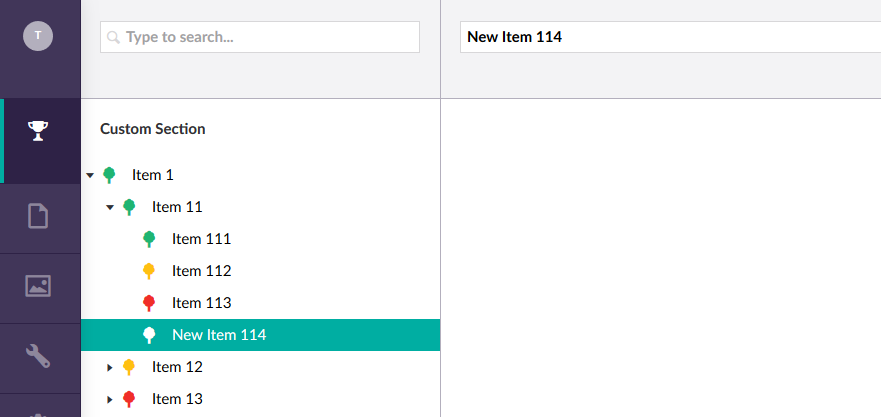 T
Type to search...
New Item 114
Custom Section
Item 1
Item 11
Item 111
Item 112
Item 113
New Item 114
Item 12
Item 13